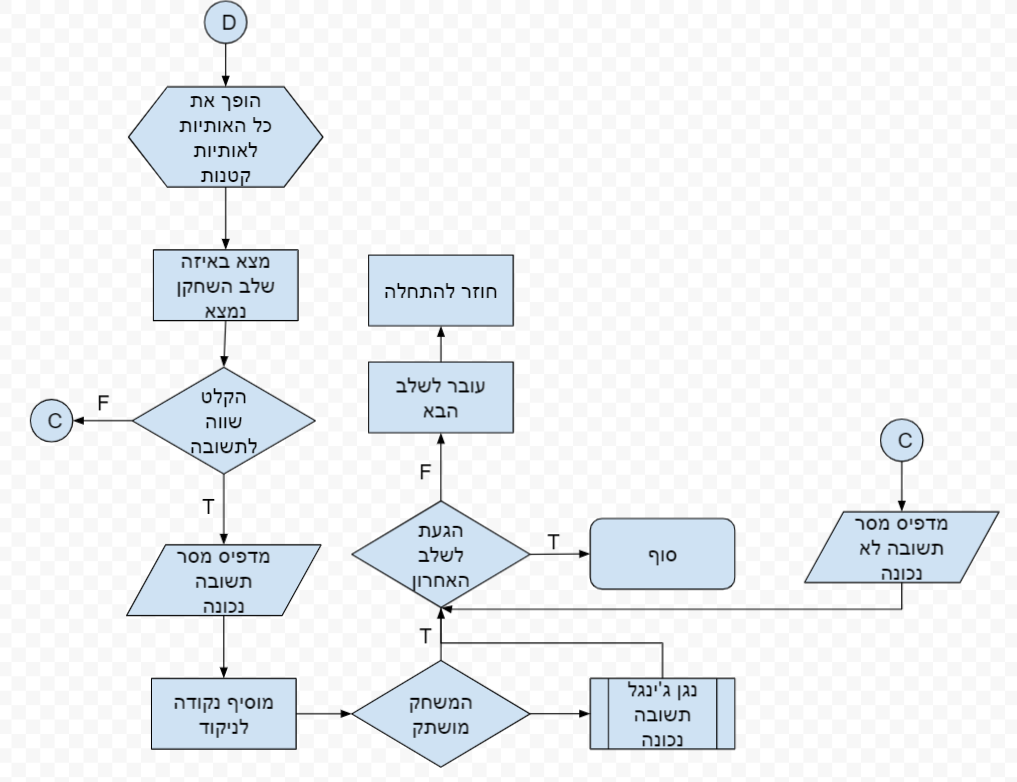 D
הופך את
כל האותיות
לאותיות
קטנות
מצא באיזה
שלב השחקן
נמצא
הקלט
שווה
לתשובה
F
C
T
מדפיס מסר
תשובה
נכונה
מוסיף נקודה
לניקוד
המשחק
מושתק
T
נגן ג'ינגל
תשובה
נכונה
הגעת
לשלב
האחרון
T
סוף
F
עובר לשלב
הבא
חוזר להתחלה
C
מדפיס מסר
תשובה לא
נכונה